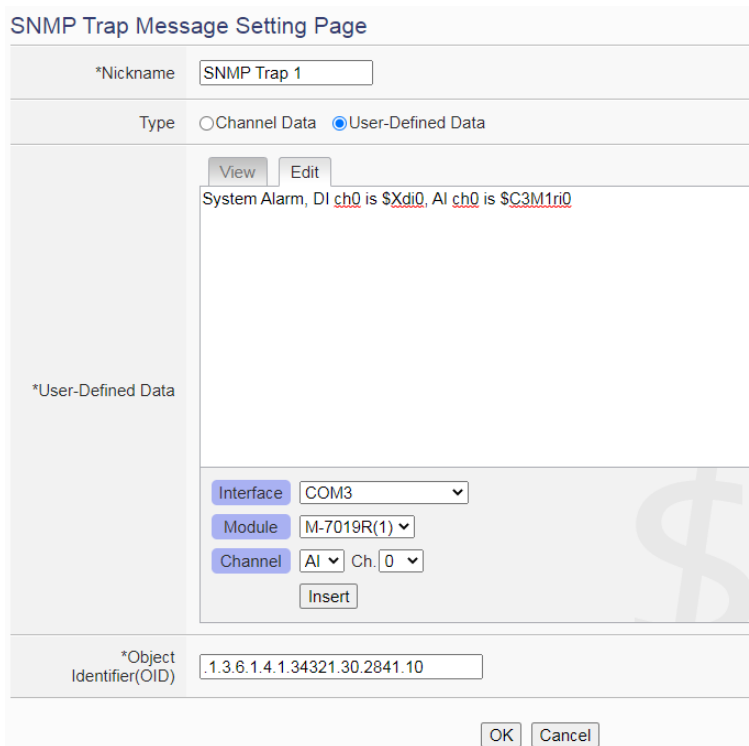 SNMP Trap Message Setting Page
*Nickname SNMP Trap 1
Type Channel Data User-Defined Data
View Edit
System Alarm, DI ch0 is $Xdi0, AI ch0 is $C3M1ri0
*User-Defined Data
Interface COM3
Module M-7019R(1)
Channel AI Ch. 0
Insert
$
*Object
Identifier(OID) .1.3.6.1.4.1.34321.30.2841.10
OK Cancel